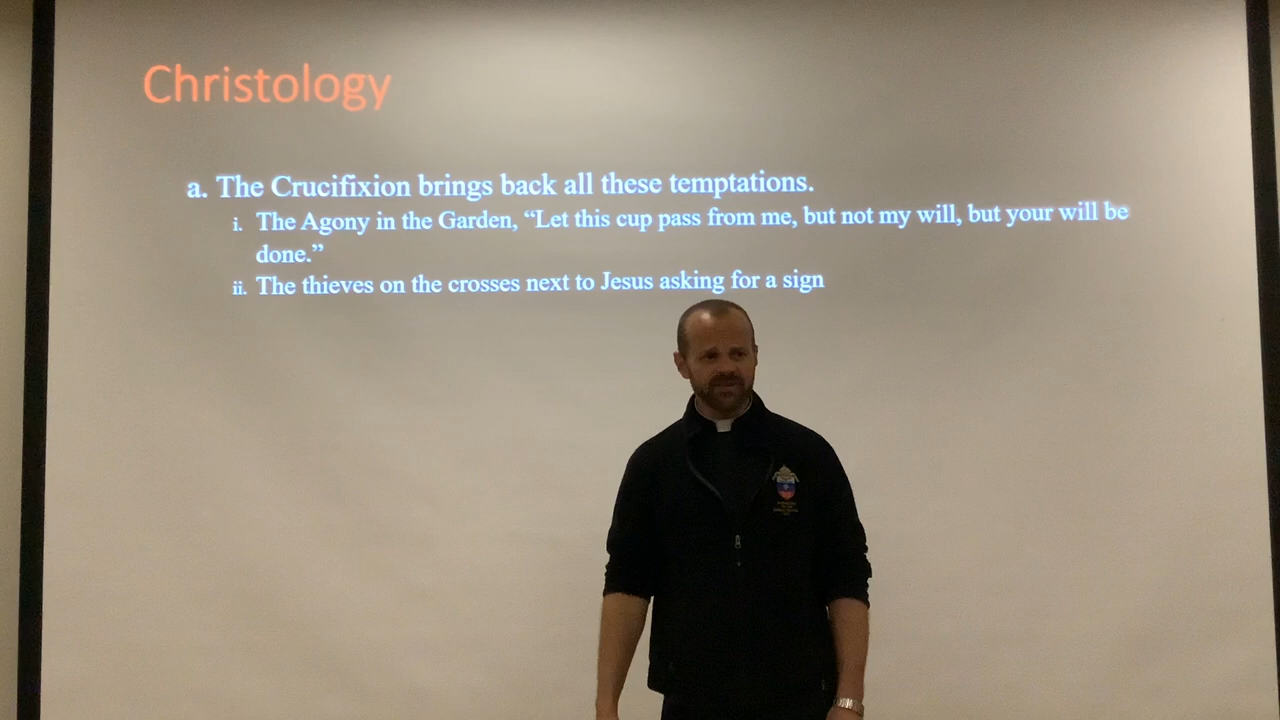 Christology
a. The Crucifixion brings back all these temptations.
i. The Agony in the Garden, “Let this cup pass from me, but not my will, but your will be
done.”
ii. The thieves on the crosses next to Jesus asking for a sign